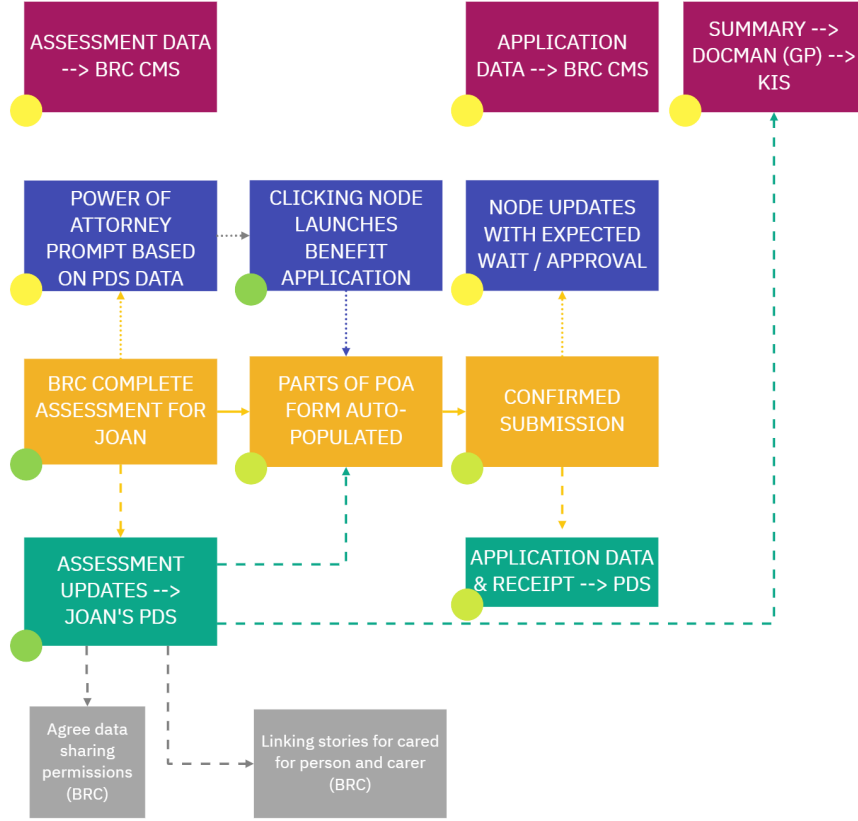 ASSESSMENT DATA
--> BRC CMS
APPLICATION
DATA --> BRC CMS
SUMMARY -->
DOCMAN (GP) -->
KIS
POWER OF
ATTORNEY
PROMPT BASED
ON PDS DATA
CLICKING NODE
LAUNCHES
BENEFIT
APPLICATION
NODE UPDATES
WITH EXPECTED
WAIT / APPROVAL
BRC COMPLETE
ASSESSMENT FOR
JOAN
PARTS OF POA
FORM AUTO-
POPULATED
CONFIRMED
SUBMISSION
ASSESSMENT
UPDATES -->
JOAN'S PDS
APPLICATION DATA
& RECEIPT --> PDS
Agree data
sharing
permissions
(BRC)
Linking stories for cared
for person and carer
(BRC)